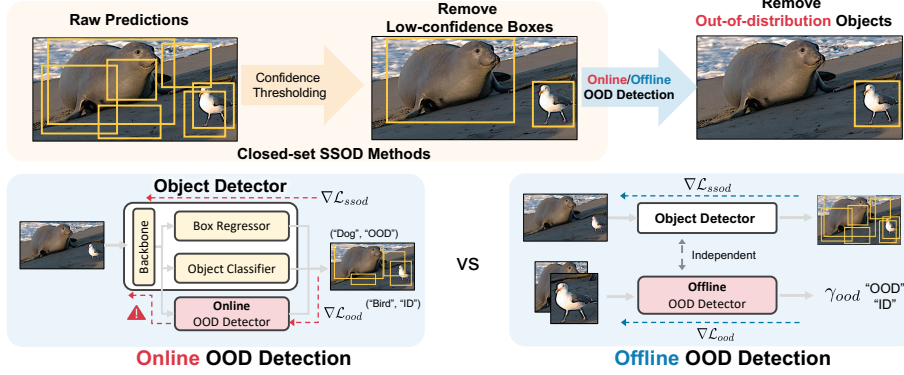 Raw Predictions
Remove
Low-confidence Boxes
Remove
Out-of-distribution Objects
Confidence
Thresholding
Online/Offline
OOD Detection
Closed-set SSOD Methods
Object Detector
∇ℒssod
Backbone
Box Regressor
Object Classifier
Online
OOD Detector
("Dog", "OOD")
("Bird", "ID")
∇ℒood
Online OOD Detection
VS
∇ℒssod
Object Detector
Independent
Offline
OOD Detector
γood "OOD"
"ID"
∇ℒood
Offline OOD Detection